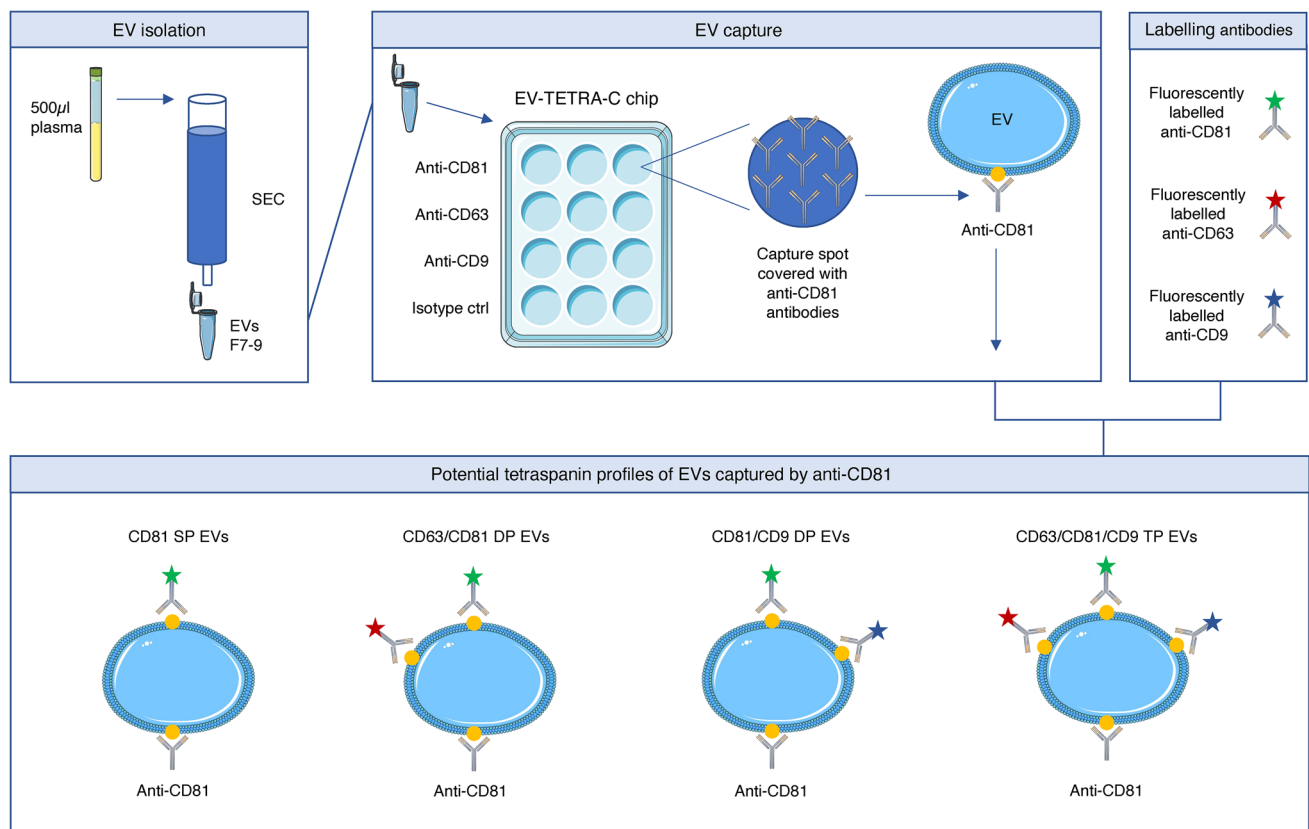 EV isolation
500µl
plasma
SEC
EVs
F7-9
EV capture
EV-TETRA-C chip
Anti-CD81
Anti-CD63
Anti-CD9
Isotype ctrl
Capture spot
covered with
anti-CD81
antibodies
EV
Anti-CD81
Labelling antibodies
Fluorescently
labelled
anti-CD81
Fluorescently
labelled
anti-CD63
Fluorescently
labelled
anti-CD9
Potential tetraspanin profiles of EVs captured by anti-CD81
CD81 SP EVs
CD63/CD81 DP EVs
CD81/CD9 DP EVs
CD63/CD81/CD9 TP EVs
Anti-CD81
Anti-CD81
Anti-CD81
Anti-CD81